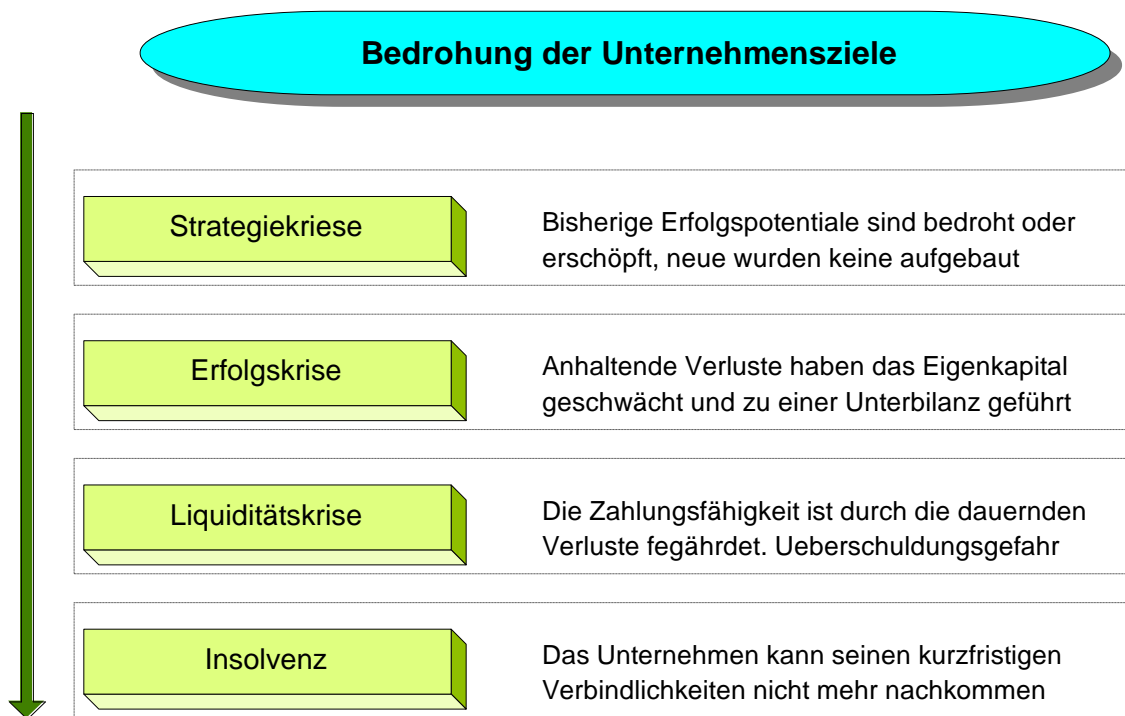 Bedrohung der Unternehmensziele
Strategiekriese
Bisherige Erfolgspotentiale sind bedroht oder
erschöpft, neue wurden keine aufgebaut
Erfolgskrise
Anhaltende Verluste haben das Eigenkapital
geschwächt und zu einer Unterbilanz geführt
Liquiditätskrise
Die Zahlungsfähigkeit ist durch die dauernden
Verluste fegährdet. Ueberschuldungsgefahr
Insolvenz
Das Unternehmen kann seinen kurzfristigen
Verbindlichkeiten nicht mehr nachkommen